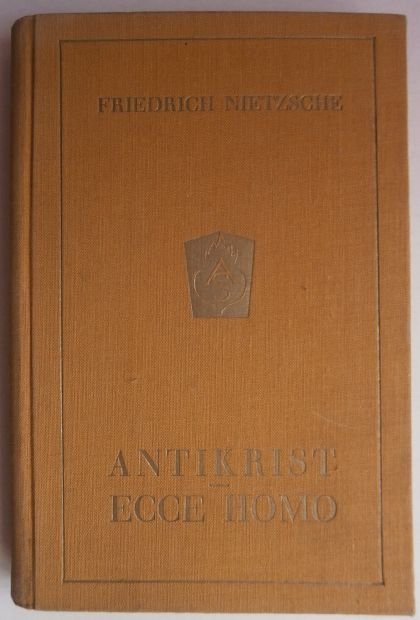 FRIEDRICH NIETZSCHE
A
ANTIKRIST
ECCE HOMO